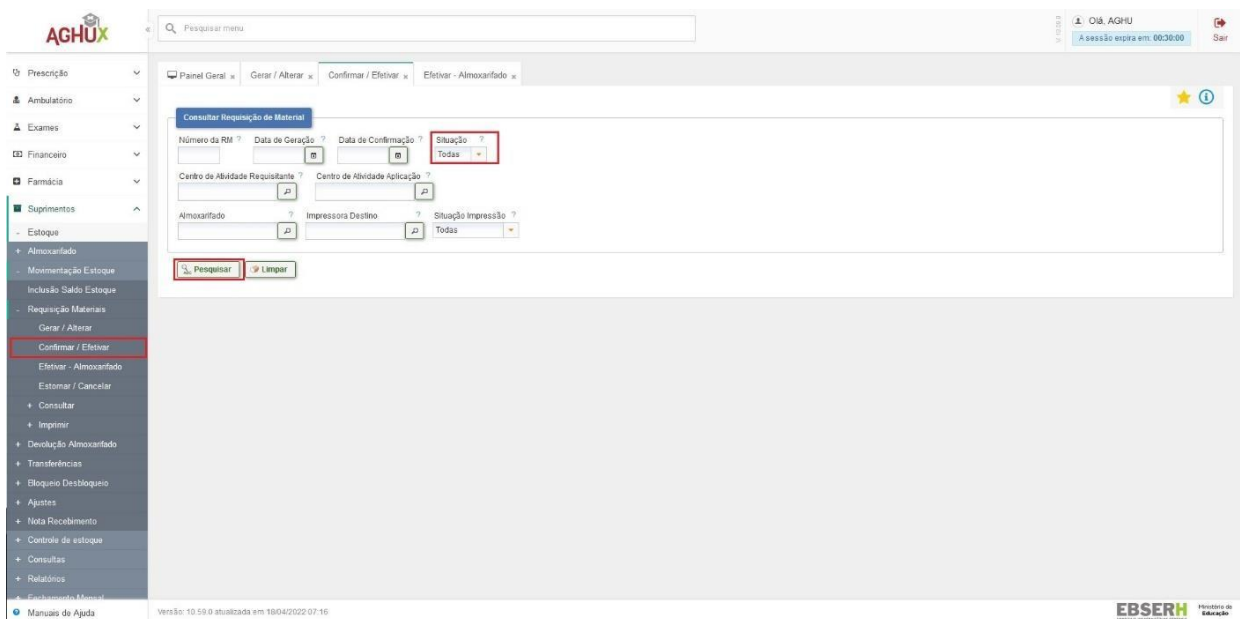 AGHUX
Pesquisar menu
Olá, AGHU
A sessão expira em: 00:30:00
Sair
Prescrição
Ambulatório
Exames
Financeiro
Farmácia
Suprimentos
- Estoque
+ Almoxarifado
- Movimentação Estoque
Inclusão Saldo Estoque
- Requisição Materiais
Gerar / Alterar
Confirmar / Efetivar
Efetivar - Almoxarifado
Estornar / Cancelar
+ Consultar
+ Imprimir
+ Devolução Almoxarifado
+ Transferências
+ Bloqueio Desbloqueio
+ Ajustes
+ Nota Recebimento
+ Controle de estoque
+ Consultas
+ Relatórios
+ Fechamento Mensal
Manuais de Ajuda
Painel Geral x Gerar / Alterar x Confirmar / Efetivar x Efetivar - Almoxarifado x
Consultar Requisição de Material
Número da RM ? Data de Geração ? Data de Confirmação ? Situação ?
Todas
Centro de Atividade Requisitante ? Centro de Atividade Aplicação ?
Almoxarifado ? Impressora Destino ? Situação Impressão ?
Todas
Pesquisar Limpar
Versão: 10.59.0 atualizada em 18/04/2022 07:16
EBSERH
Ministério da
Educação